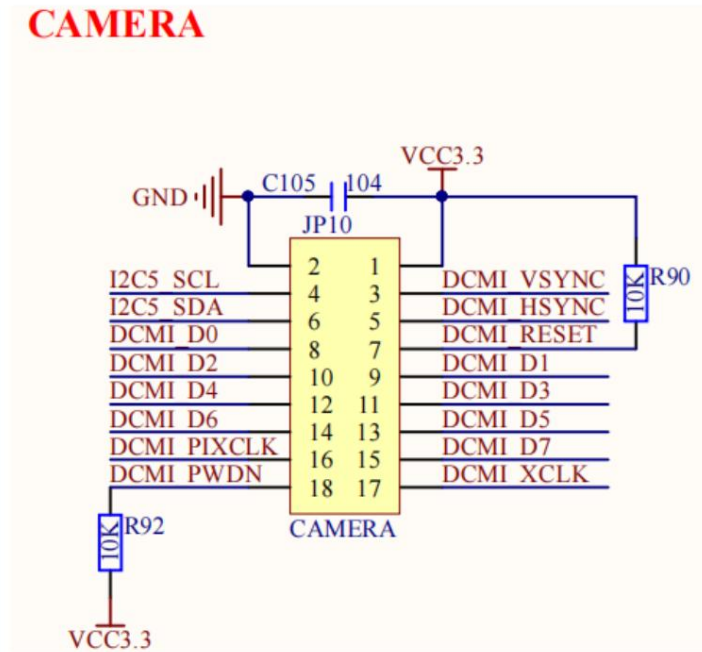 CAMERA
VCC3.3
GND C105 104
JP10
2 1
I2C5_SCL 4 3 DCMI_VSYNC R90
10K
I2C5_SDA 6 5 DCMI_HSYNC
DCMI_D0 8 7 DCMI_RESET
DCMI_D2 10 9 DCMI_D1
DCMI_D4 12 11 DCMI_D3
DCMI_D6 14 13 DCMI_D5
DCMI_PIXCLK 16 15 DCMI_D7
DCMI_PWDN 18 17 DCMI_XCLK
R92 CAMERA
10K
VCC3.3